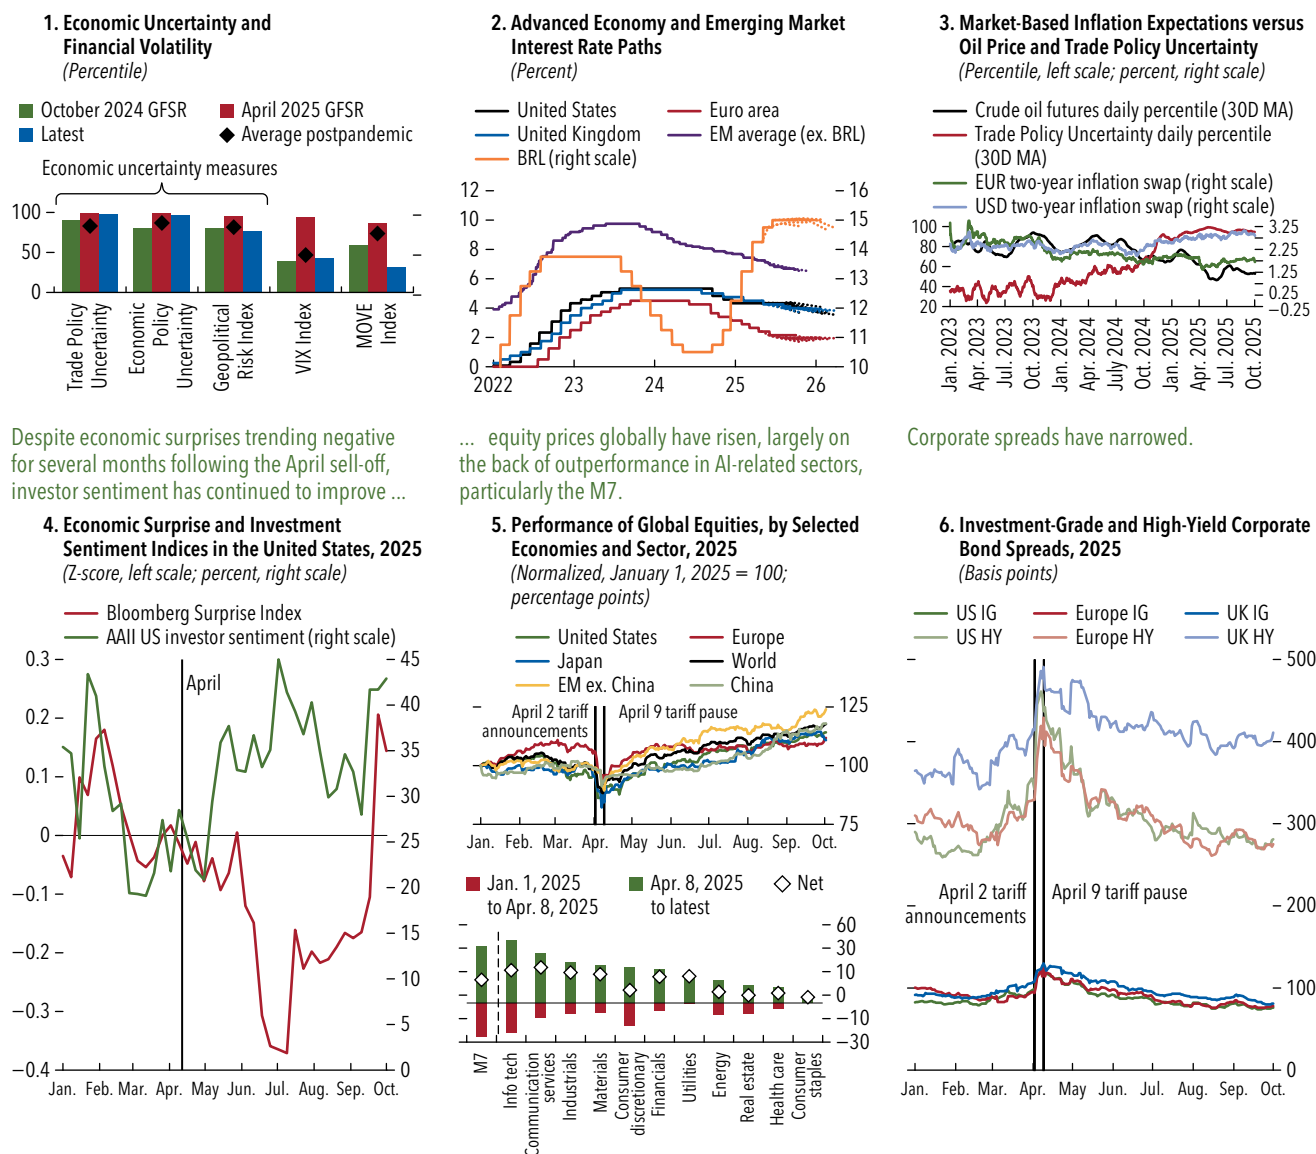 1. Economic Uncertainty and
Financial Volatility
(Percentile)
October 2024 GFSR
April 2025 GFSR
Latest
Average postpandemic
Economic uncertainty measures
100
50
0
Trade Policy
Uncertainty
Economic
Policy
Uncertainty
Geopolitical
Risk Index
VIX Index
MOVE
Index
2. Advanced Economy and Emerging Market
Interest Rate Paths
(Percent)
United States
Euro area
United Kingdom
EM average (ex. BRL)
BRL (right scale)
12
10
8
6
4
2
0
16
15
14
13
12
11
10
2022
23
24
25
26
3. Market-Based Inflation Expectations versus
Oil Price and Trade Policy Uncertainty
(Percentile, left scale; percent, right scale)
Crude oil futures daily percentile (30D MA)
Trade Policy Uncertainty daily percentile
(30D MA)
EUR two-year inflation swap (right scale)
USD two-year inflation swap (right scale)
100
80
60
40
20
3.25
2.25
1.25
0.25
−0.25
Jan. 2023
Apr. 2023
Jul. 2023
Oct. 2023
Jan. 2024
Apr. 2024
July 2024
Oct. 2024
Jan. 2025
Apr. 2025
Jul. 2025
Oct. 2025
Despite economic surprises trending negative
for several months following the April sell-off,
investor sentiment has continued to improve ...
... equity prices globally have risen, largely on
the back of outperformance in AI-related sectors,
particularly the M7.
Corporate spreads have narrowed.
4. Economic Surprise and Investment
Sentiment Indices in the United States, 2025
(Z-score, left scale; percent, right scale)
Bloomberg Surprise Index
AAII US investor sentiment (right scale)
0.3
0.2
0.1
0
−0.1
−0.2
−0.3
−0.4
45
40
35
30
25
20
15
10
5
0
April
Jan.
Feb.
Mar.
Apr.
May
Jun.
Jul.
Aug.
Sep.
Oct.
5. Performance of Global Equities, by Selected
Economies and Sector, 2025
(Normalized, January 1, 2025 = 100;
percentage points)
United States
Europe
Japan
World
EM ex. China
China
April 2 tariff
announcements
April 9 tariff pause
125
100
75
Jan.
Feb.
Mar.
Apr.
May
Jun.
Jul.
Aug.
Sep.
Oct.
Jan. 1, 2025
to Apr. 8, 2025
Apr. 8, 2025
to latest
Net
60
30
10
0
−10
−30
M7
Info tech
Communication
services
Industrials
Materials
Consumer
discretionary
Financials
Utilities
Energy
Real estate
Health care
Consumer
staples
6. Investment-Grade and High-Yield Corporate
Bond Spreads, 2025
(Basis points)
US IG
Europe IG
UK IG
US HY
Europe HY
UK HY
500
400
300
200
100
0
April 2 tariff
announcements
April 9 tariff pause
Jan.
Feb.
Mar.
Apr.
May
Jun.
Jul.
Aug.
Sep.
Oct.